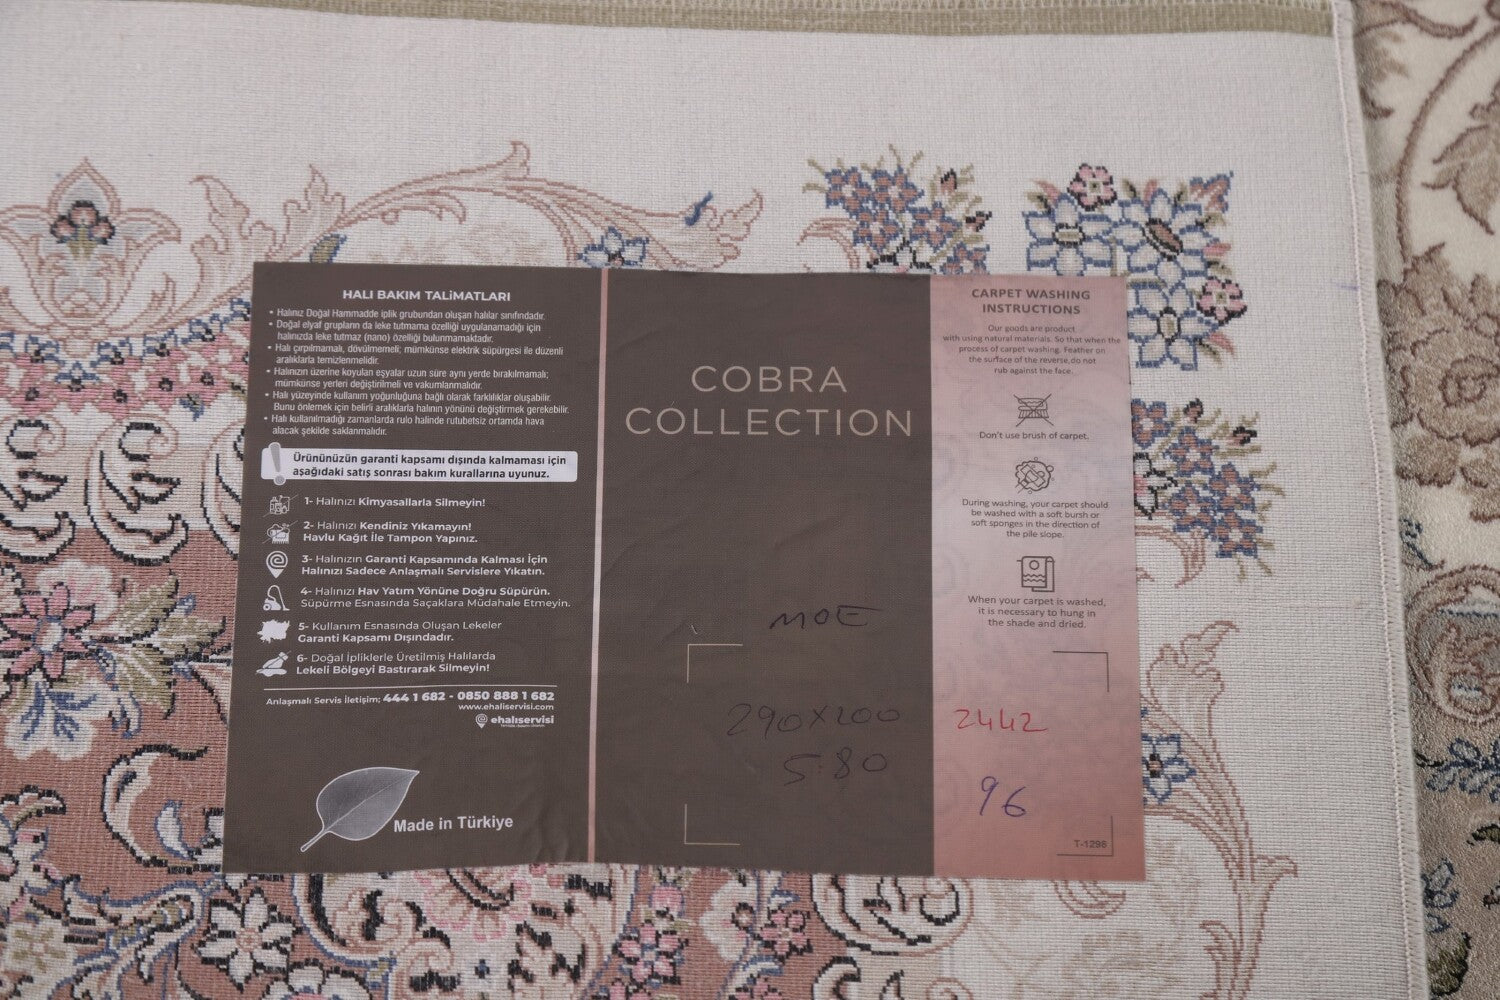 HALI BAKIM TALİMATLARI
• Halınız Doğal Hammadde iplik grubundan oluşan halılar sınıfındadır.
• Doğal elyaf grupların da leke tutmama özelliği uygulanamadığı için
halınızda leke tutmaz (nano) özelliği bulunmamaktadır.
• Halı çırpılmamalı, dövülmemeli; mümkünse elektrik süpürgesi ile düzenli
aralıklarla temizlenmelidir.
• Halınızın üzerine koyulan eşyalar uzun süre aynı yerde bırakılmamalı;
mümkünse yerleri değiştirilmeli ve vakumlanmalıdır.
• Halı yüzeyinde kullanım yoğunluğuna bağlı olarak farklılıklar oluşabilir.
Bunu önlemek için belirli aralıklarla halının yönünü değiştirmek gerekebilir.
• Halı kullanılmadığı zamanlarda rulo halinde rutubetsiz ortamda hava
alacak şekilde saklanmalıdır.
Ürününüzün garanti kapsamı dışında kalmaması için
aşağıdaki satış sonrası bakım kurallarına uyunuz.
1- Halınızı Kimyasallarla Silmeyin!
2- Halınızı Kendiniz Yıkamayın!
Havlu Kağıt İle Tampon Yapınız.
3- Halınızın Garanti Kapsamında Kalması İçin
Halınızı Sadece Anlaşmalı Servislere Yıkatın.
4- Halınızı Hav Yatım Yönüne Doğru Süpürün.
Süpürme Esnasında Saçaklara Müdahale Etmeyin.
5- Kullanım Esnasında Oluşan Lekeler
Garanti Kapsamı Dışındadır.
6- Doğal İpliklerle Üretilmiş Halılarda
Lekeli Bölgeyi Bastırarak Silmeyin!
Anlaşmalı Servis İletişim; 444 1 682 - 0850 888 1 682
www.ehaliservisi.com
ehalıservisi
Made in Türkiye
COBRA
COLLECTION
MOE
290X200
5.80
CARPET WASHING
INSTRUCTIONS
Our goods are product
with using natural materials. So that when the
process of carpet washing. Feather on
the surface of the reverse,do not
rub against the face.
Don't use brush of carpet.
During washing, your carpet should
be washed with a soft bursh or
soft sponges in the direction of
the pile slope.
When your carpet is washed,
it is necessary to hung in
the shade and dried.
2442
96
T-1298